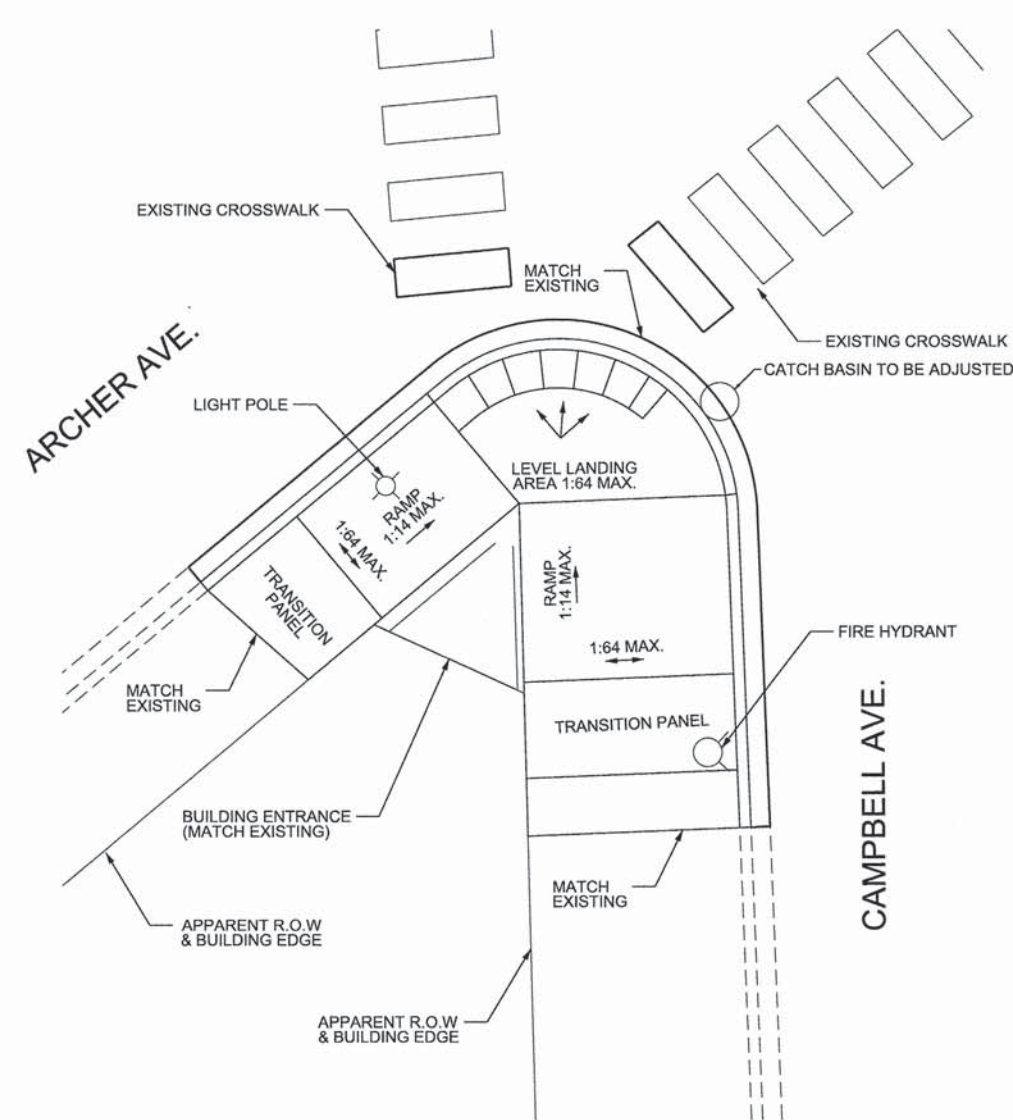 EXISTING CROSSWALK
MATCH
EXISTING
EXISTING CROSSWALK
CATCH BASIN TO BE ADJUSTED
ARCHER AVE.
LIGHT POLE
LEVEL LANDING
AREA 1:64 MAX.
RAMP
1:14 MAX.
1:64 MAX.
TRANSITION
PANEL
RAMP
1:14 MAX.
1:64 MAX.
FIRE HYDRANT
MATCH
EXISTING
TRANSITION PANEL
CAMPBELL AVE.
BUILDING ENTRANCE
(MATCH EXISTING)
MATCH
EXISTING
APPARENT R.O.W
& BUILDING EDGE
APPARENT R.O.W
& BUILDING EDGE